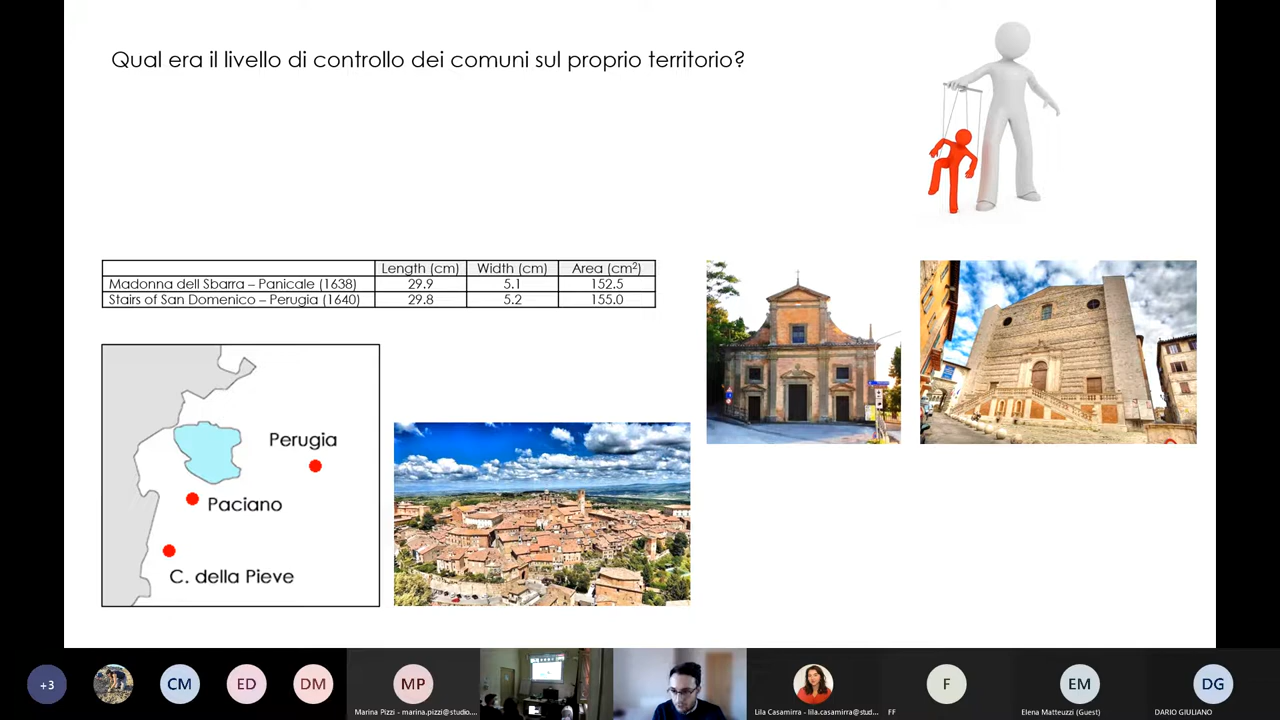 Qual era il livello di controllo dei comuni sul proprio territorio?
Length (cm) Width (cm) Area (cm²)
Madonna dell Sbarra – Panicale (1638) 29.9 5.1 152.5
Stairs of San Domenico – Perugia (1640) 29.8 5.2 155.0
Perugia
Paciano
C. della Pieve
+3
CM
ED
DM
MP
F
EM
DG
Marina Pizzi - marina.pizzi@studio....
Lila Casamirra - lila.casamirra@stud...
FF
Elena Matteuzzi (Guest)
DARIO GIULIANO